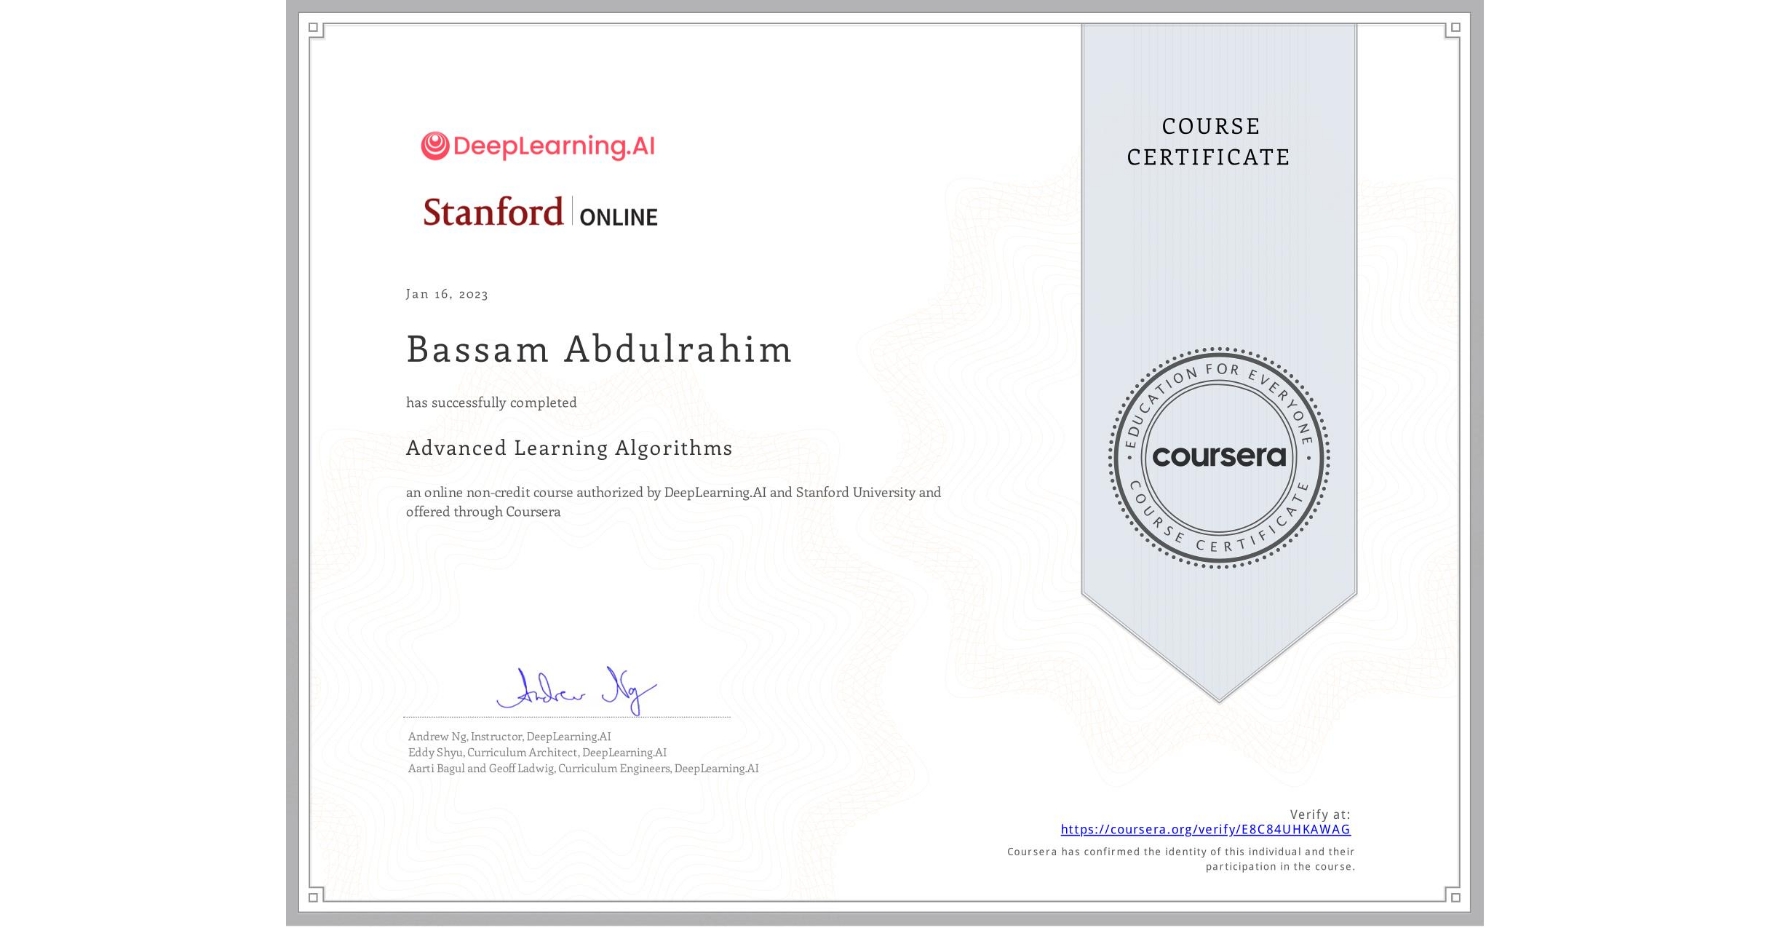 DeepLearning.AI
Stanford | ONLINE
Jan 16, 2023
Bassam Abdulrahim
has successfully completed
Advanced Learning Algorithms
an online non-credit course authorized by DeepLearning.AI and Stanford University and
offered through Coursera
Andrew Ng
Andrew Ng, Instructor, DeepLearning.AI
Eddy Shyu, Curriculum Architect, DeepLearning.AI
Aarti Bagul and Geoff Ladwig, Curriculum Engineers, DeepLearning.AI
COURSE
CERTIFICATE
EDUCATION FOR EVERYONE
coursera
COURSE CERTIFICATE
Verify at:
https://coursera.org/verify/E8C84UHKAWAG
Coursera has confirmed the identity of this individual and their
participation in the course.